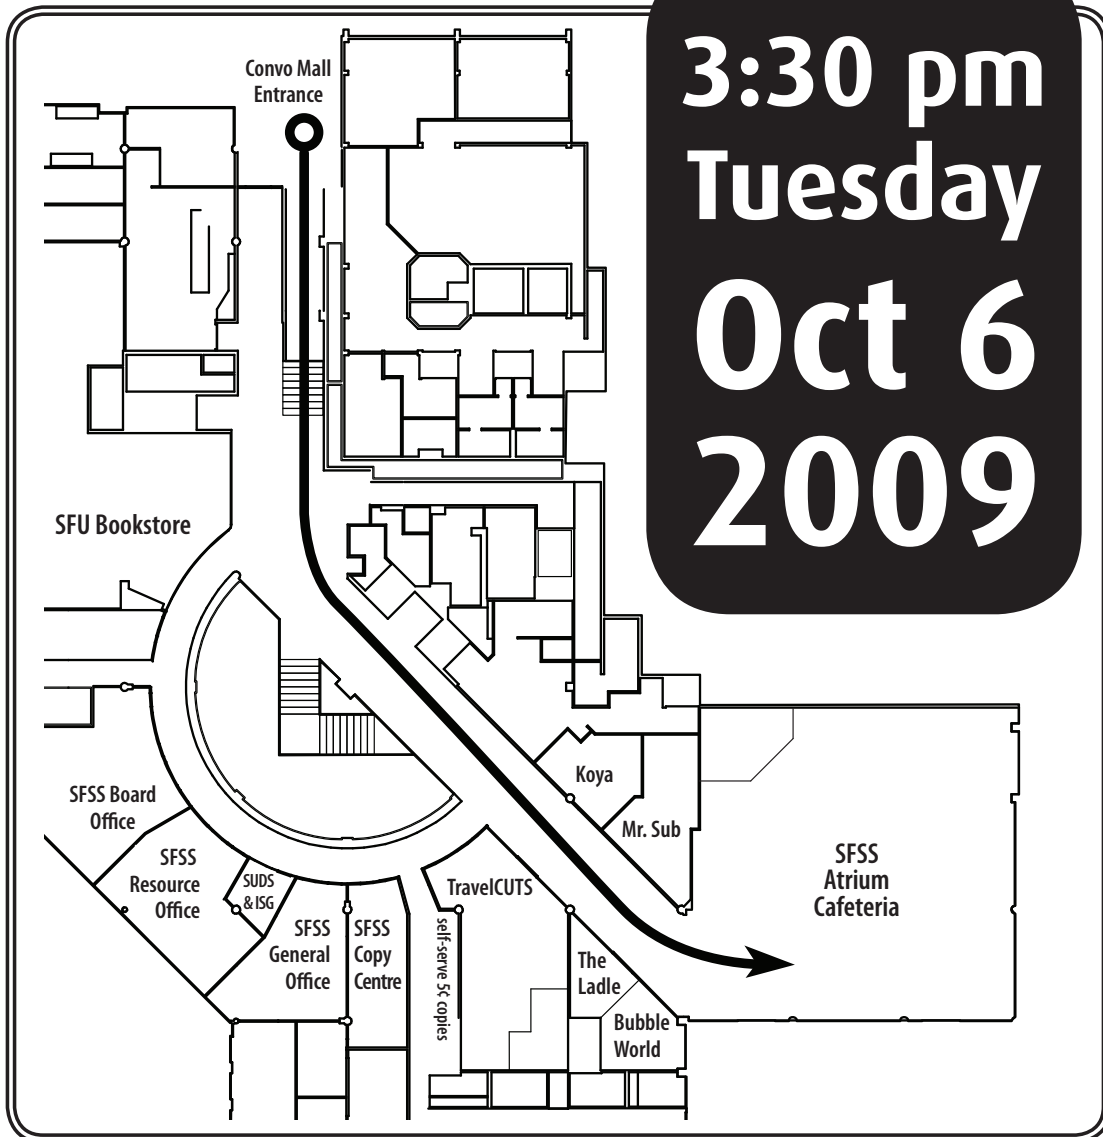 3:30 pm
Tuesday
Oct 6
2009
Convo Mall
Entrance
SFU Bookstore
Koya
Mr. Sub
SFSS Board
Office
SFSS
Resource
Office
SUDS
& ISG
SFSS
General
Office
SFSS
Copy
Centre
self-serve 5¢ copies
TravelCUTS
The
Ladle
Bubble
World
SFSS
Atrium
Cafeteria